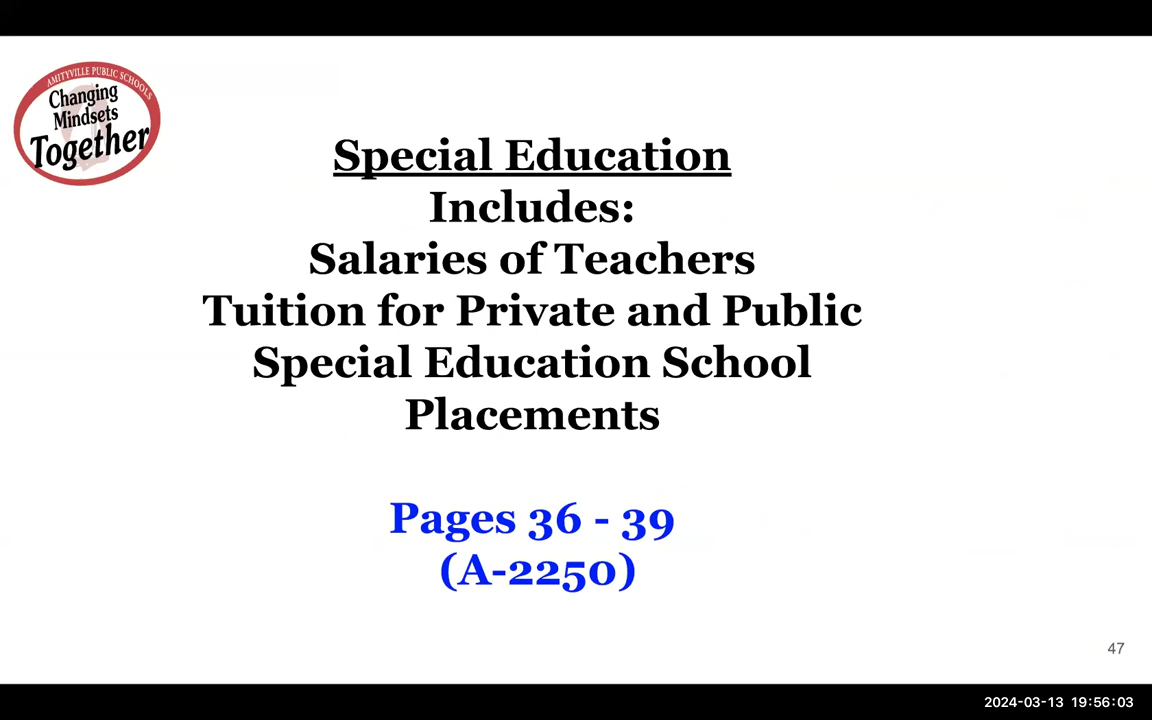 AMITYVILLE PUBLIC SCHOOLS
Changing
Mindsets
Together
Special Education
Includes:
Salaries of Teachers
Tuition for Private and Public
Special Education School
Placements
Pages 36 - 39
(A-2250)
47
2024-03-13 19:56:03